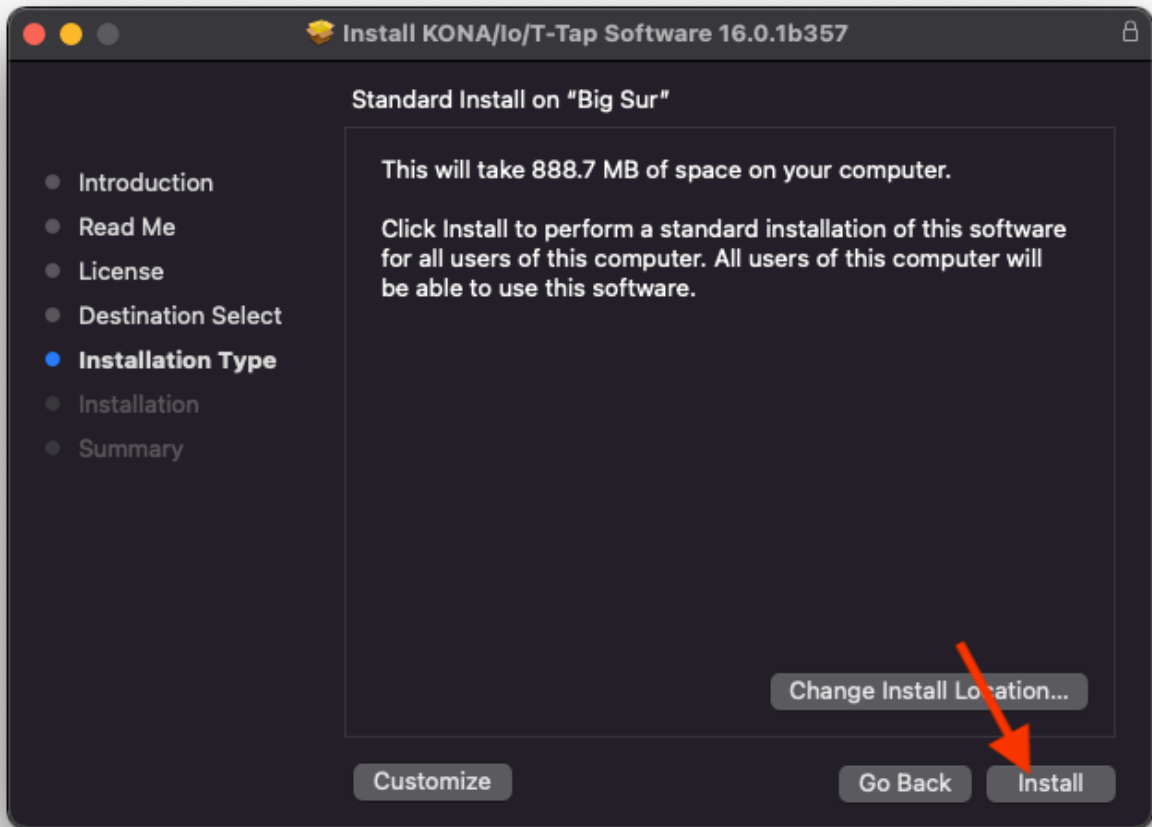 Install KONA/Io/T-Tap Software 16.0.1b357
Standard Install on “Big Sur”
Introduction
Read Me
License
Destination Select
Installation Type
Installation
Summary
This will take 888.7 MB of space on your computer.
Click Install to perform a standard installation of this software
for all users of this computer. All users of this computer will
be able to use this software.
Change Install Location...
Customize
Go Back
Install